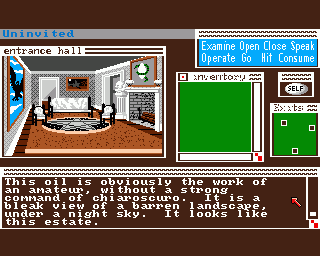 Uninvited
entrance hall
Examine Open Close Speak
Operate Go Hit Consume
inventory
SELF
Exits
This oil is obviously the work of
an amateur, without a strong
command of chiaroscuro. It is a
bleak view of a barren landscape,
under a night sky. It looks like
this estate.